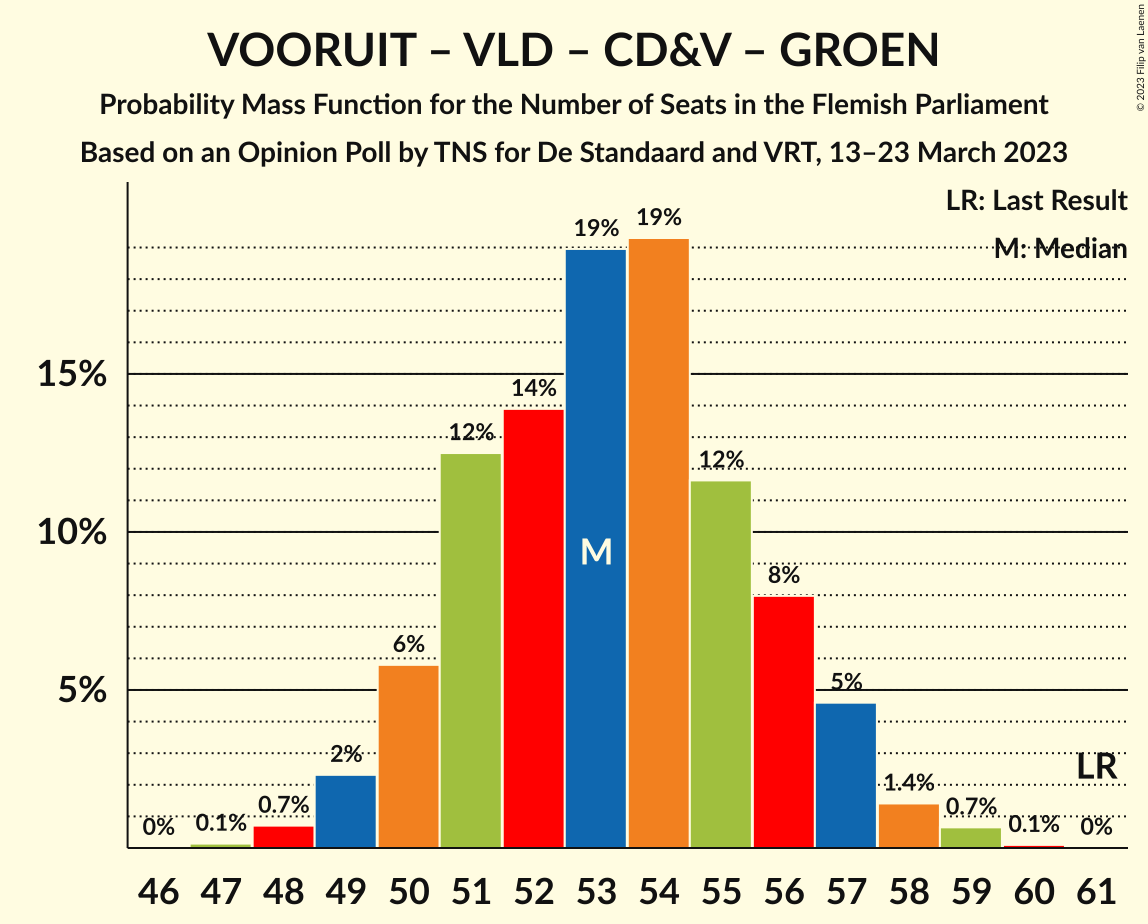 VOORUIT – VLD – CD&V – GROEN
Probability Mass Function for the Number of Seats in the Flemish Parliament
Based on an Opinion Poll by TNS for De Standaard and VRT, 13–23 March 2023
© 2023 Filip van Laenen
LR: Last Result
M: Median
15%
10%
5%
0%
0.1%
0.7%
2%
6%
12%
14%
19%
19%
12%
8%
5%
1.4%
0.7%
0.1%
0%
M
LR
46 47 48 49 50 51 52 53 54 55 56 57 58 59 60 61